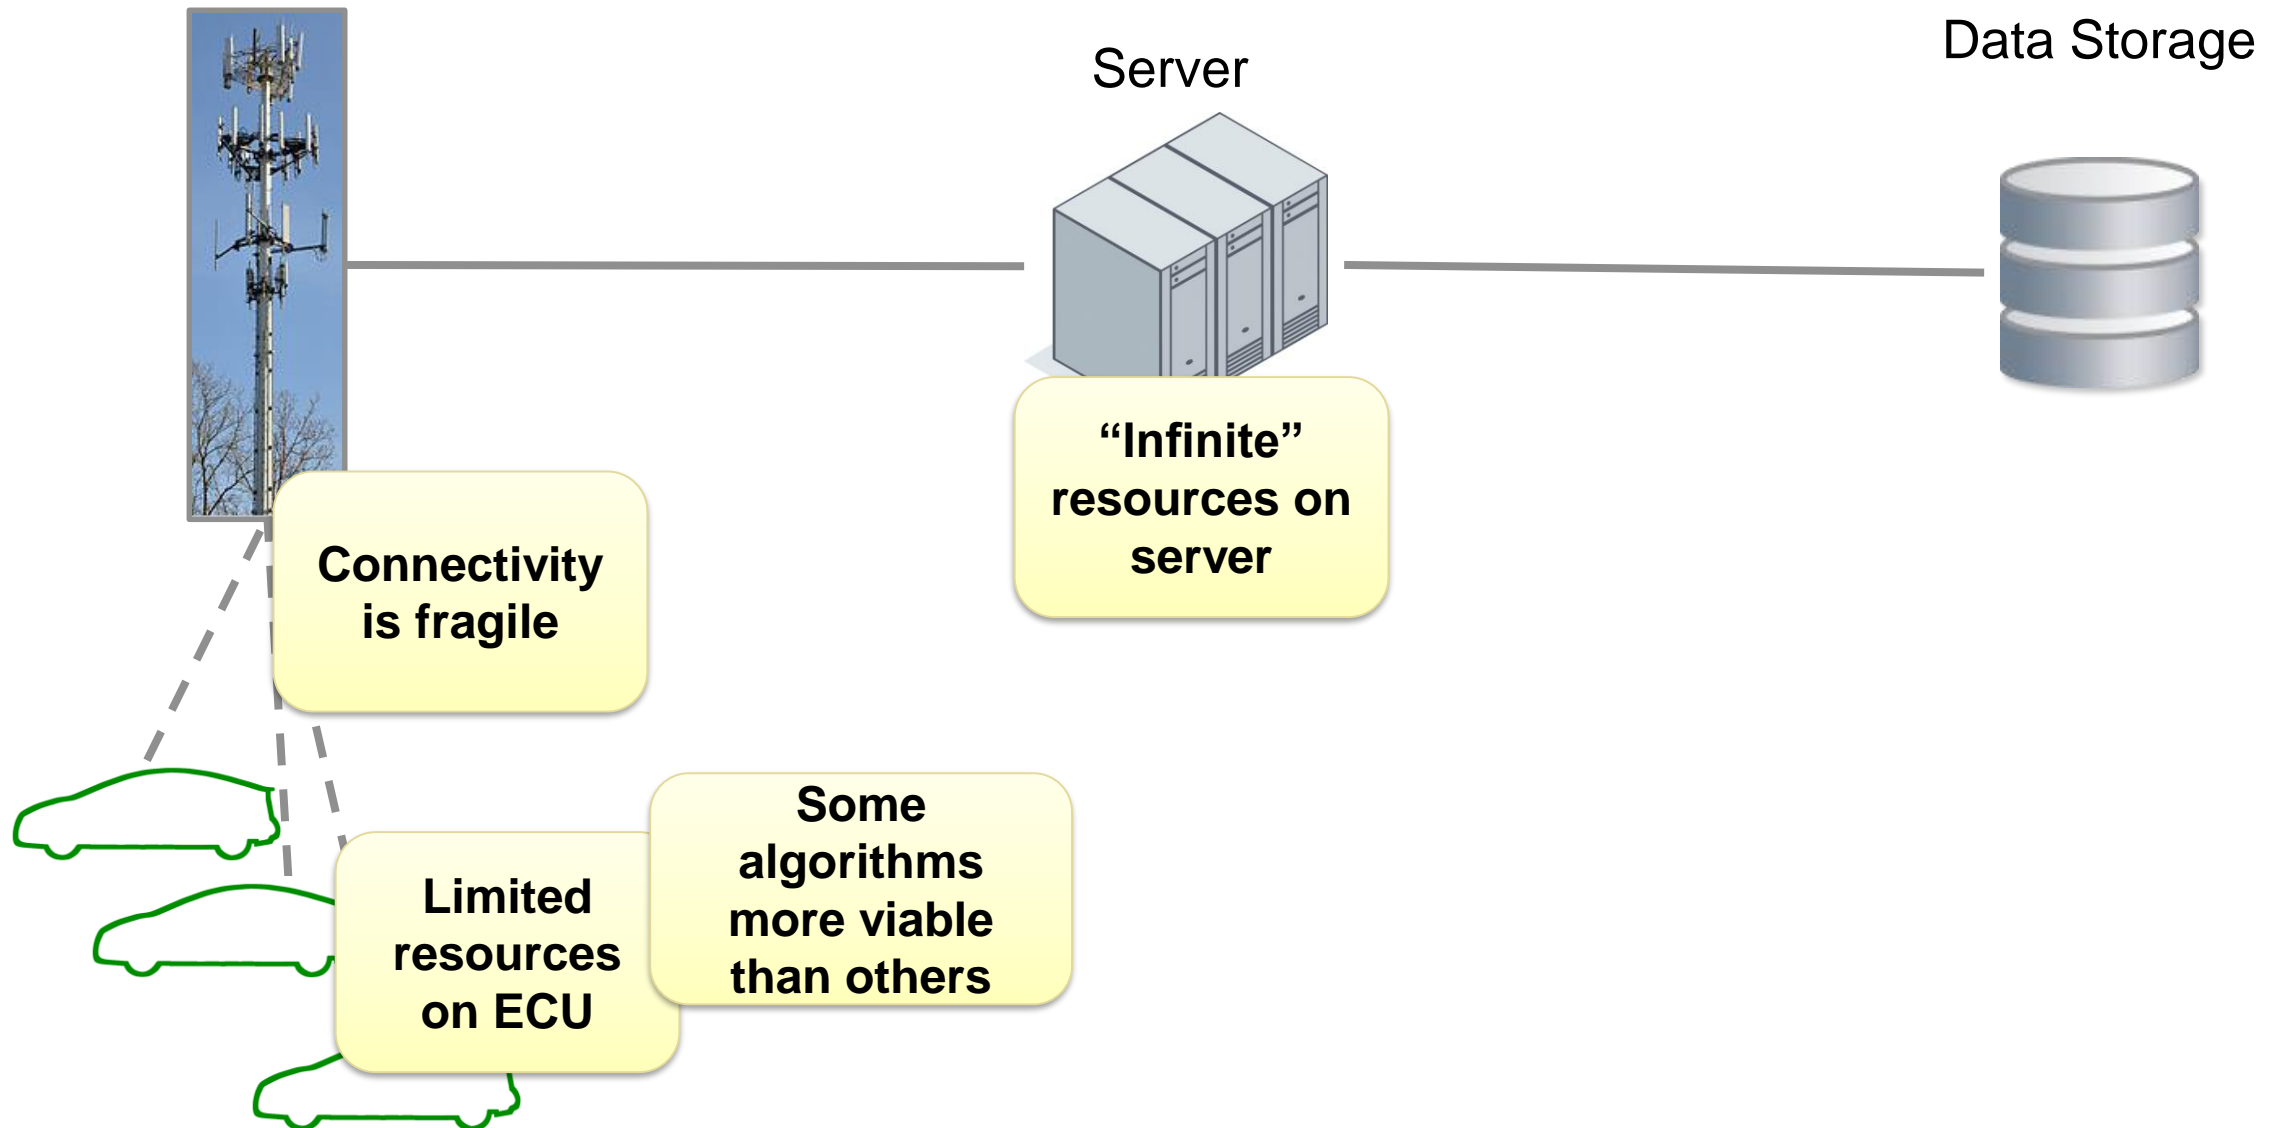 Data Storage
Server
“Infinite”
resources on
server
Connectivity
is fragile
Some
algorithms
more viable
than others
Limited
resources
on ECU